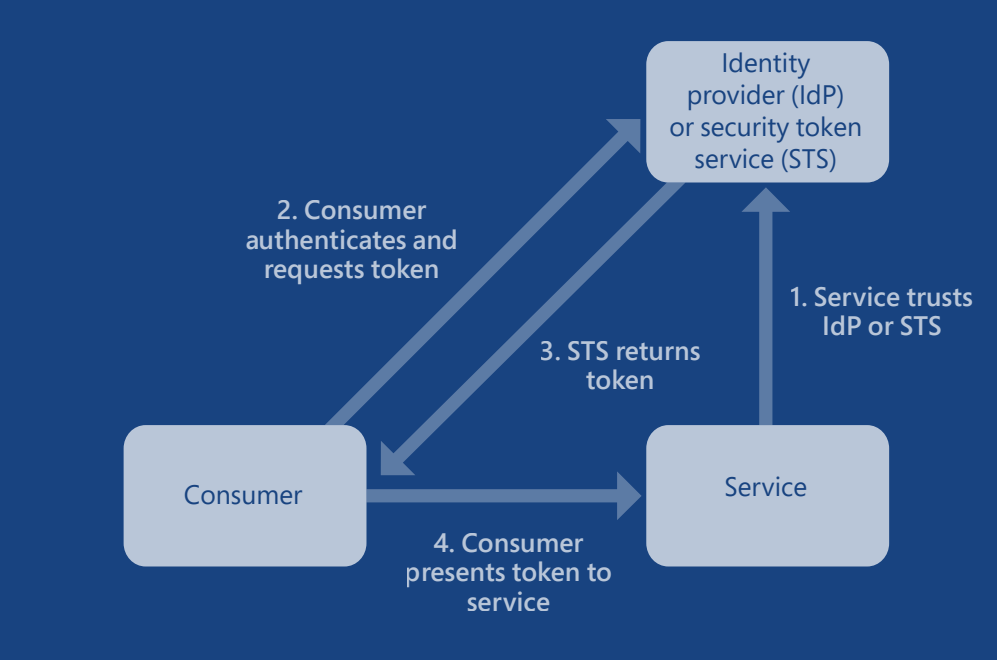 Identity
provider (IdP)
or security token
service (STS)
2. Consumer
authenticates and
requests token
1. Service trusts
IdP or STS
3. STS returns
token
Consumer
Service
4. Consumer
presents token to
service